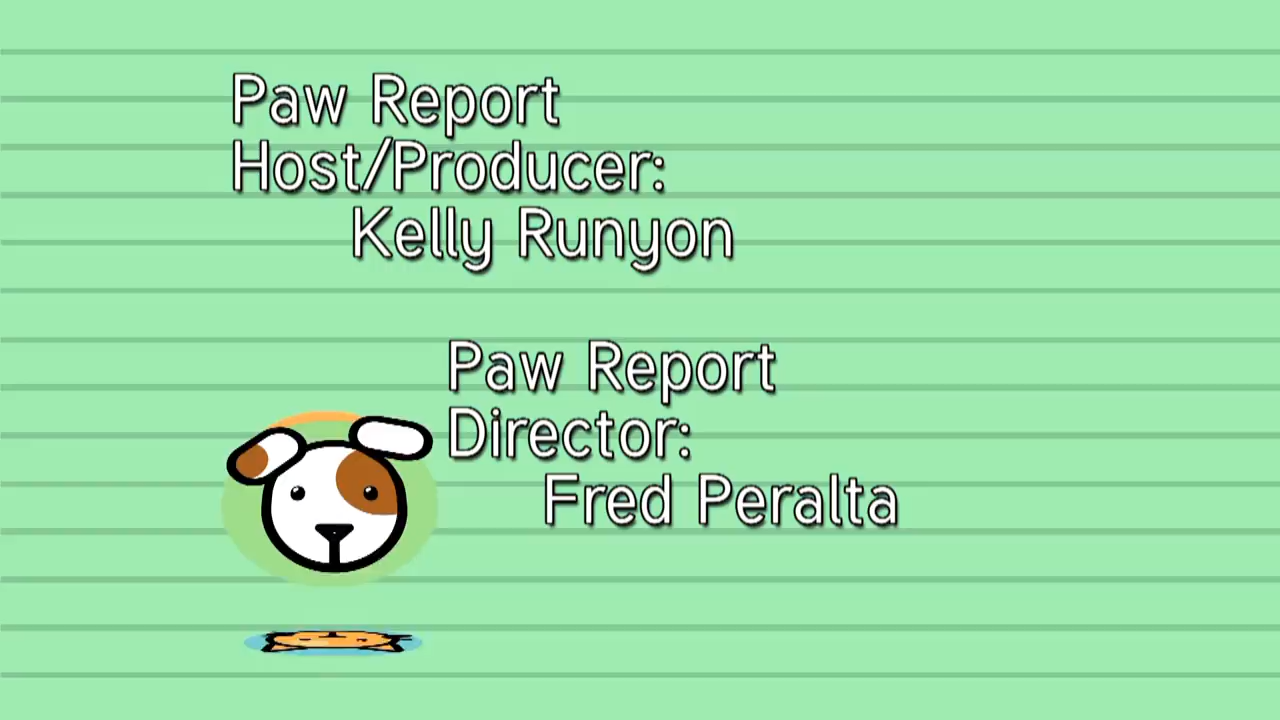 Paw Report
Host/Producer:
Kelly Runyon
Paw Report
Director:
Fred Peralta